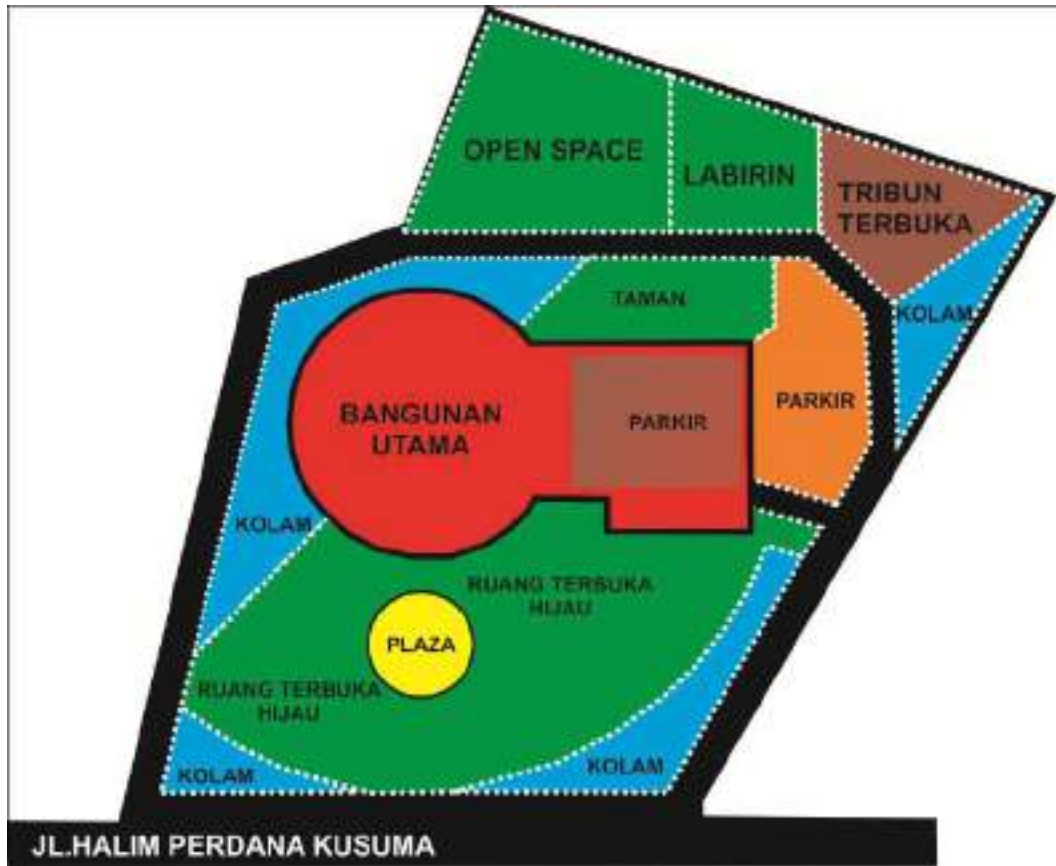 OPEN SPACE
LABIRIN
TRIBUN
TERBUKA
TAMAN
KOLAM
PARKIR
BANGUNAN
UTAMA
PARKIR
KOLAM
RUANG TERBUKA
HIJAU
PLAZA
RUANG TERBUKA
HIJAU
KOLAM
KOLAM
JL.HALIM PERDANA KUSUMA